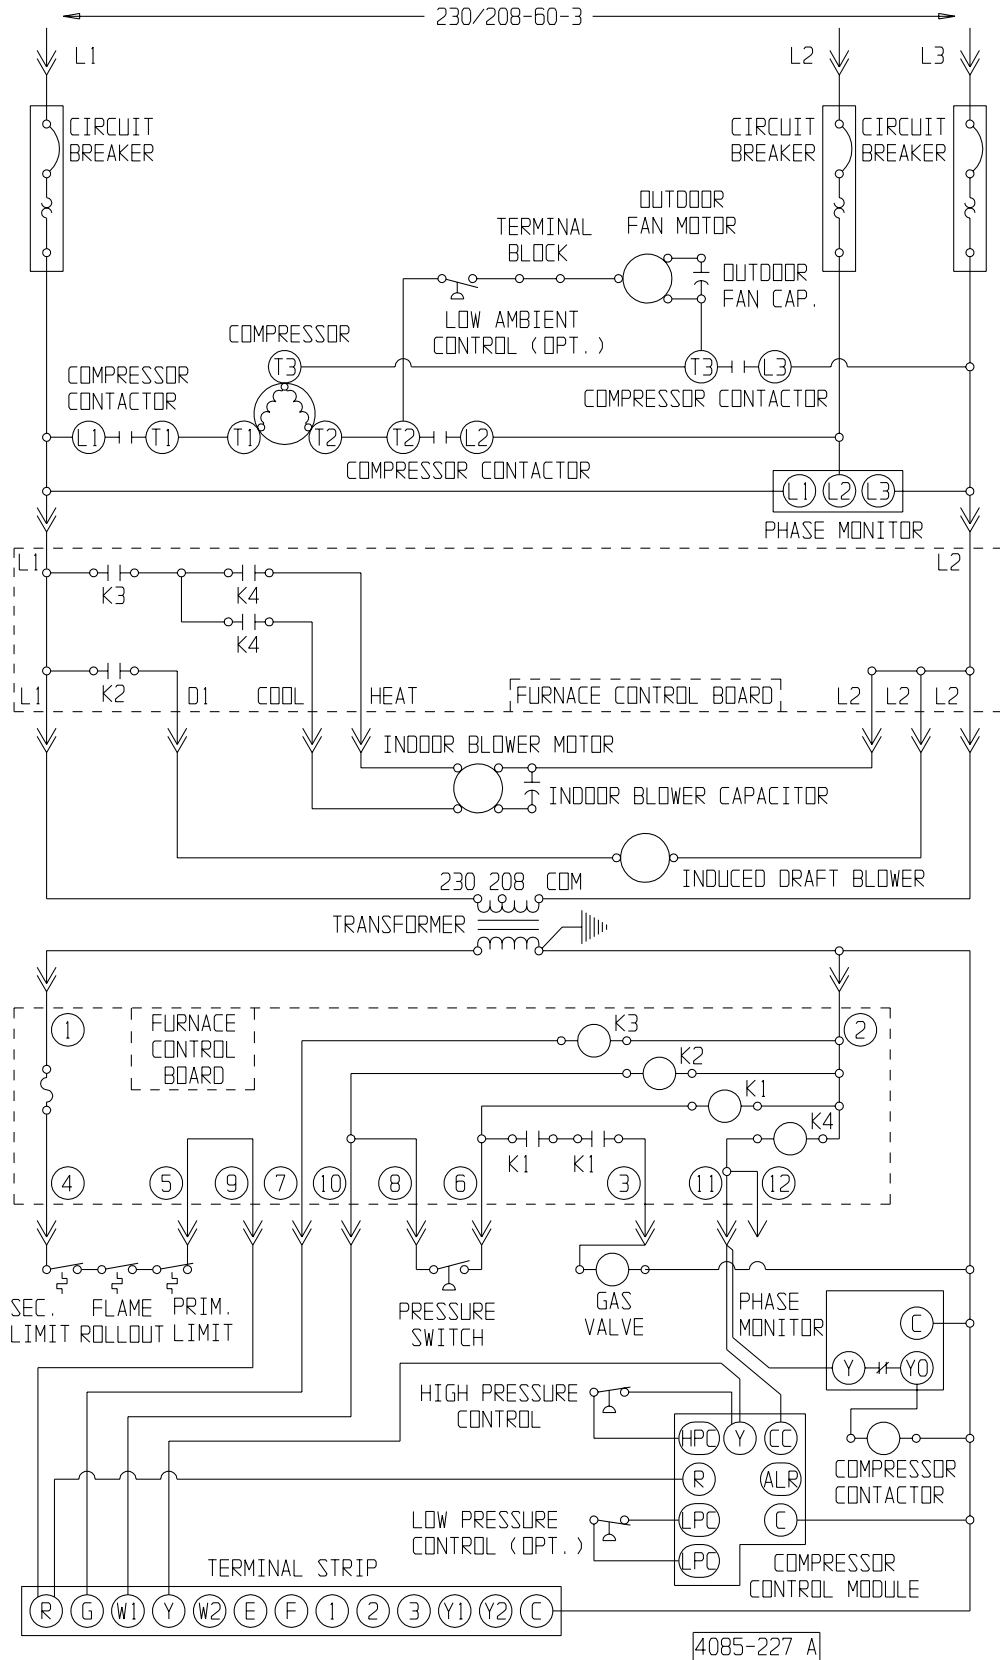 230/208-60-3
L1
L2
L3
CIRCUIT
BREAKER
CIRCUIT
BREAKER
CIRCUIT
BREAKER
OUTDOOR
FAN MOTOR
TERMINAL
BLOCK
OUTDOOR
FAN CAP.
LOW AMBIENT
CONTROL (OPT.)
COMPRESSOR
T3
T3
L3
COMPRESSOR
CONTACTOR
COMPRESSOR CONTACTOR
L1
T1
T1
T2
T2
L2
COMPRESSOR CONTACTOR
L1
L2
L3
PHASE MONITOR
L1
L2
K3
K4
K4
K2
L1
D1
COOL
HEAT
FURNACE CONTROL BOARD
L2
L2
L2
INDOOR BLOWER MOTOR
INDOOR BLOWER CAPACITOR
INDUCED DRAFT BLOWER
230 208 COM
TRANSFORMER
1
FURNACE
CONTROL
BOARD
K3
2
K2
K1
K4
K1
K1
4
5
9
7
10
8
6
3
11
12
SEC.
LIMIT
FLAME
ROLLOUT
PRIM.
LIMIT
PRESSURE
SWITCH
GAS
VALVE
PHASE
MONITOR
C
Y
YO
HIGH PRESSURE
CONTROL
HPC
Y
CC
R
ALR
LPC
C
LPC
COMPRESSOR
CONTACTOR
LOW PRESSURE
CONTROL (OPT.)
COMPRESSOR
CONTROL MODULE
TERMINAL STRIP
R
G
W1
Y
W2
E
F
1
2
3
Y1
Y2
C
4085-227 A